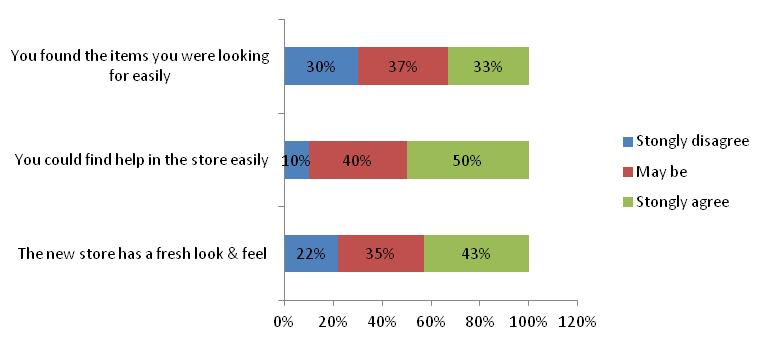 You found the items you were looking
for easily
30% 37% 33%
You could find help in the store easily
10% 40% 50%
The new store has a fresh look & feel
22% 35% 43%
0% 20% 40% 60% 80% 100% 120%
Stongly disagree
May be
Stongly agree